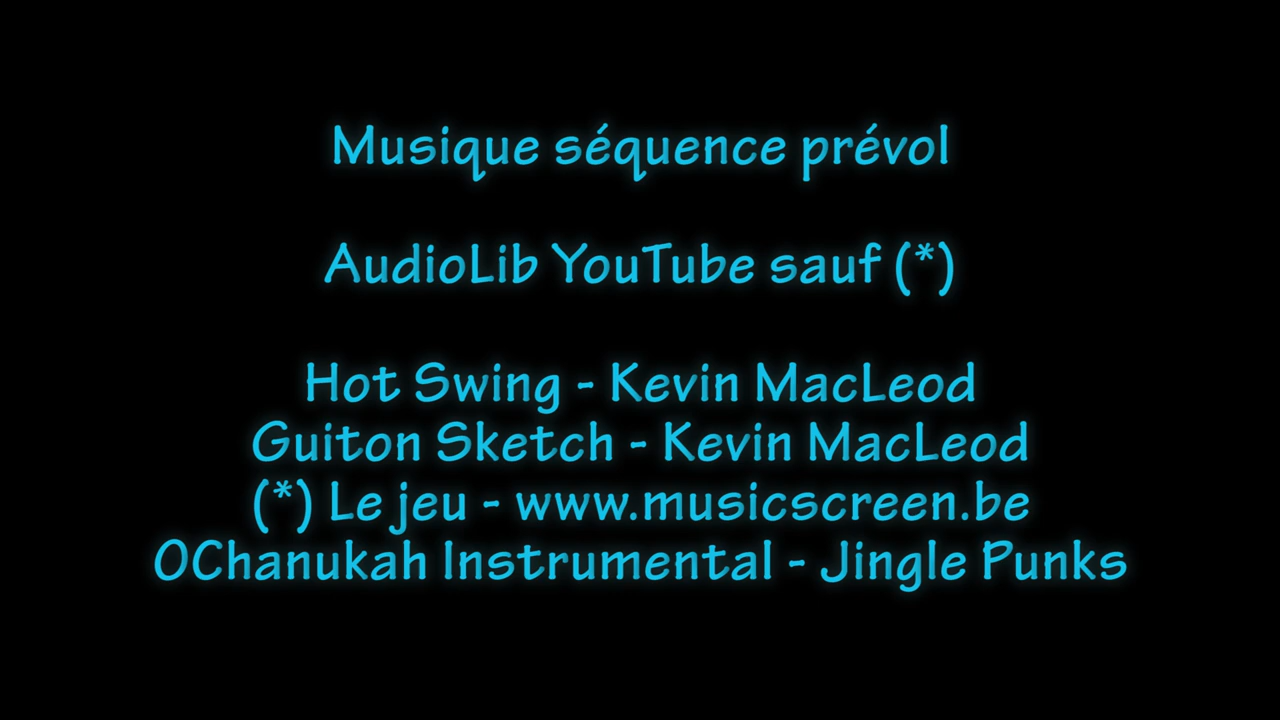 Musique séquence prévol
AudioLib YouTube sauf (*)
Hot Swing - Kevin MacLeod
Guiton Sketch - Kevin MacLeod
(*) Le jeu - www.musicscreen.be
OChanukah Instrumental - Jingle Punks